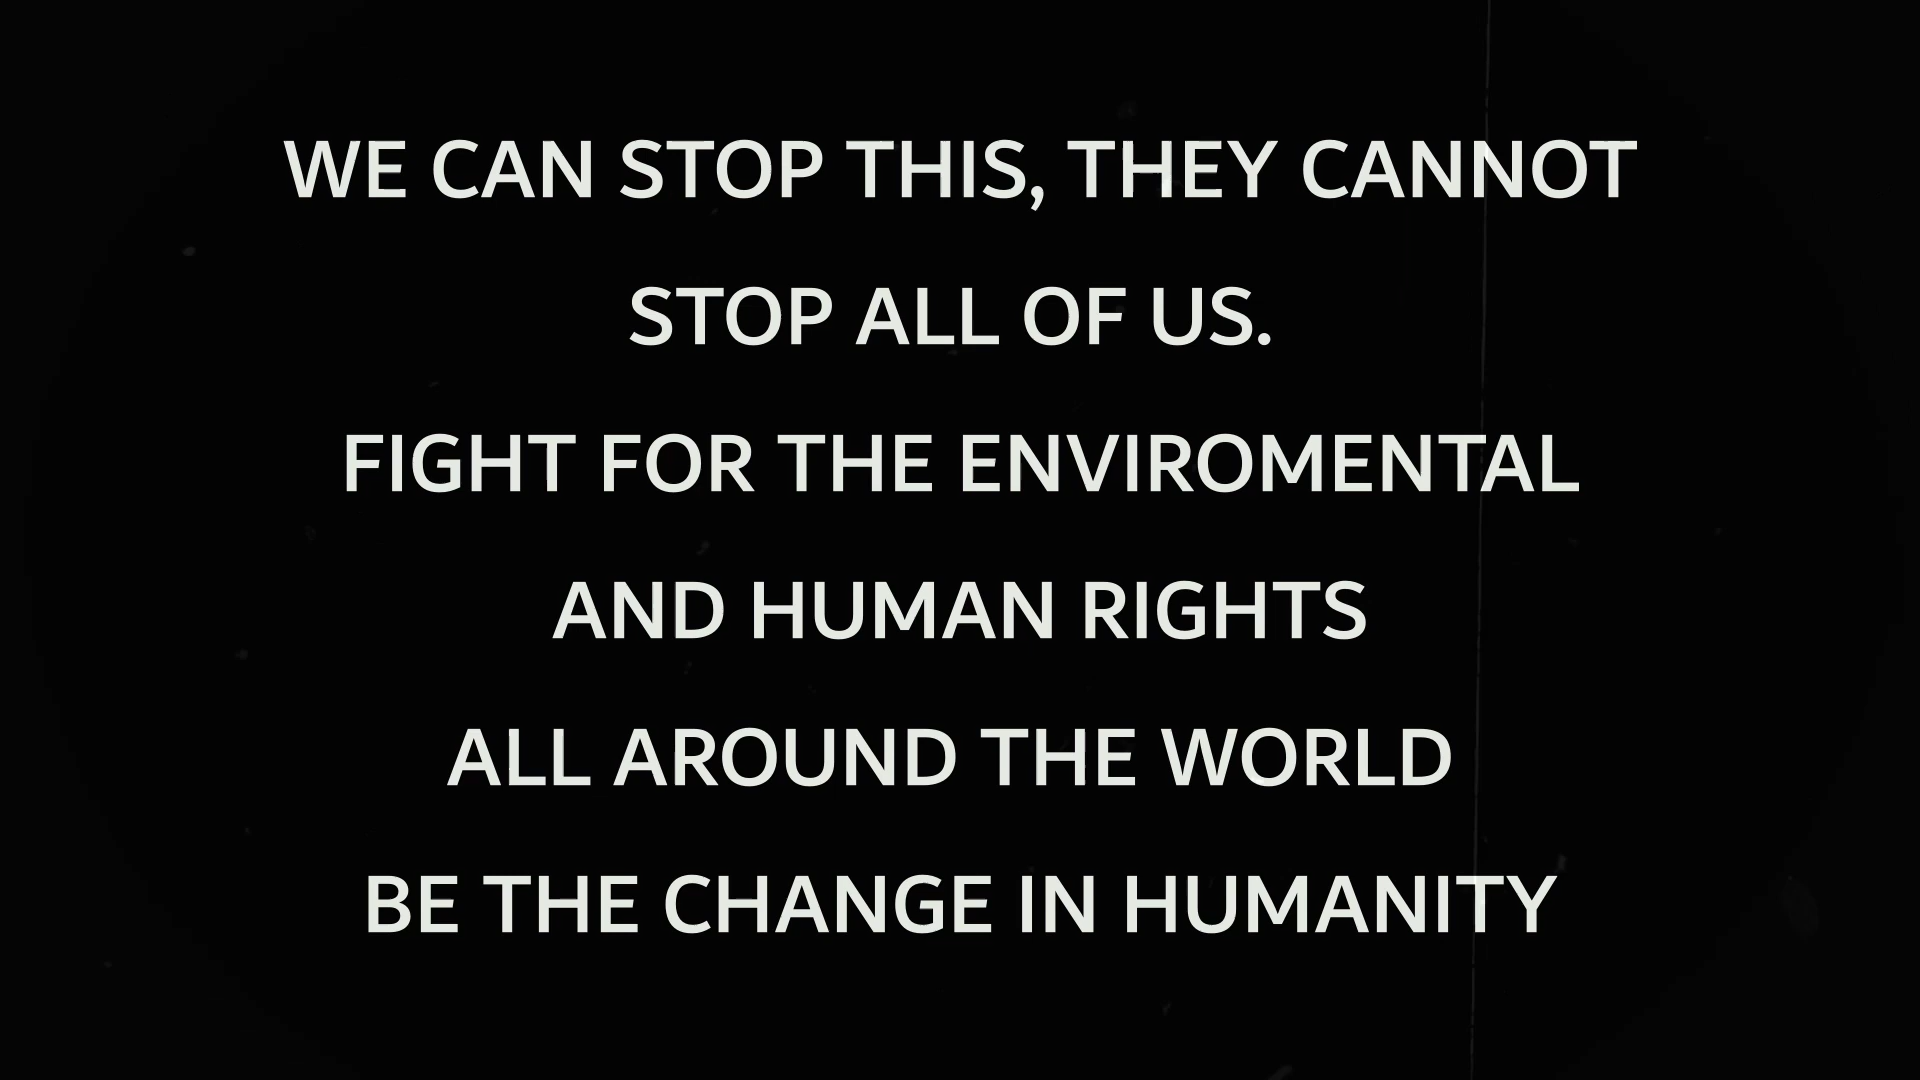 WE CAN STOP THIS, THEY CANNOT
STOP ALL OF US.
FIGHT FOR THE ENVIROMENTAL
AND HUMAN RIGHTS
ALL AROUND THE WORLD
BE THE CHANGE IN HUMANITY